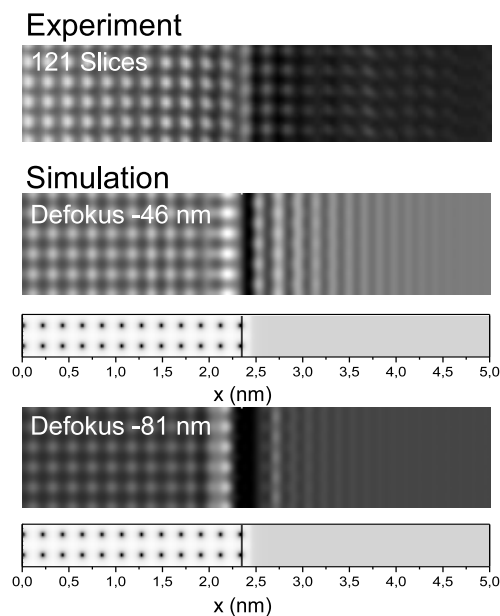 Experiment
121 Slices
Simulation
Defokus -46 nm
0,0 0,5 1,0 1,5 2,0 2,5 3,0 3,5 4,0 4,5 5,0
x (nm)
Defokus -81 nm
0,0 0,5 1,0 1,5 2,0 2,5 3,0 3,5 4,0 4,5 5,0
x (nm)